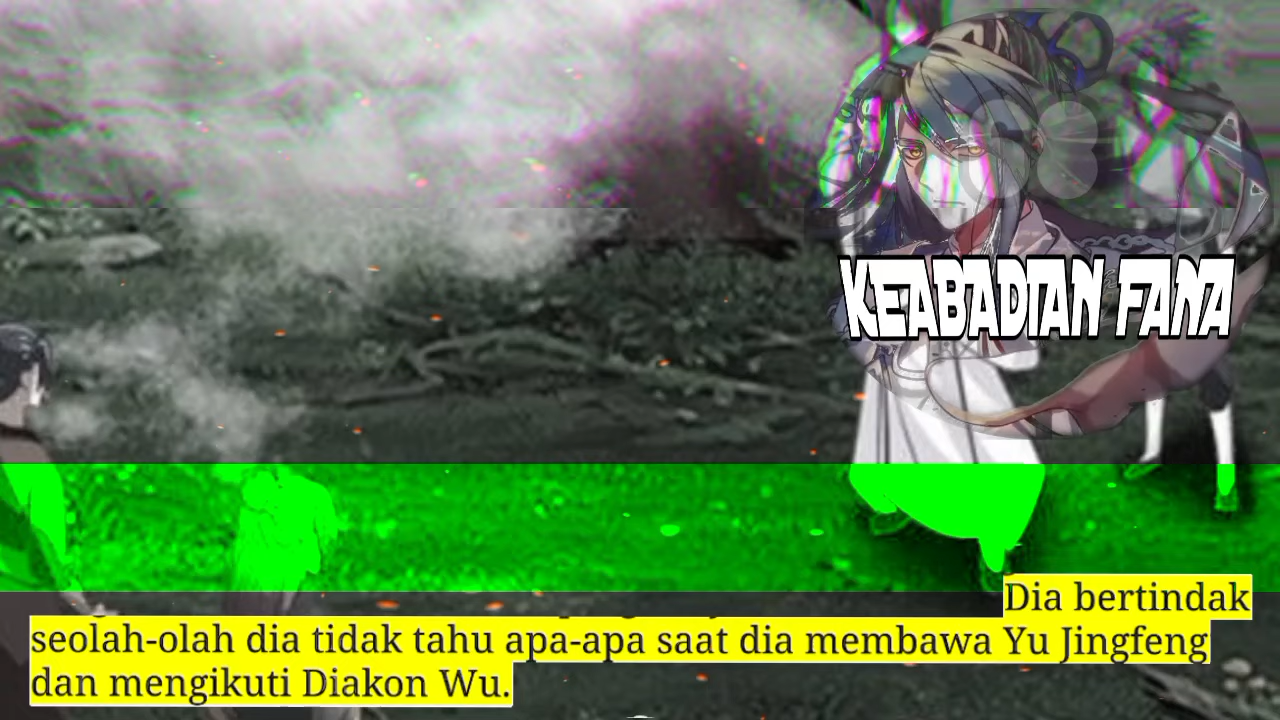 KEABADIAN FANA
Dia bertindak
seolah-olah dia tidak tahu apa-apa saat dia membawa Yu Jingfeng
dan mengikuti Diakon Wu.